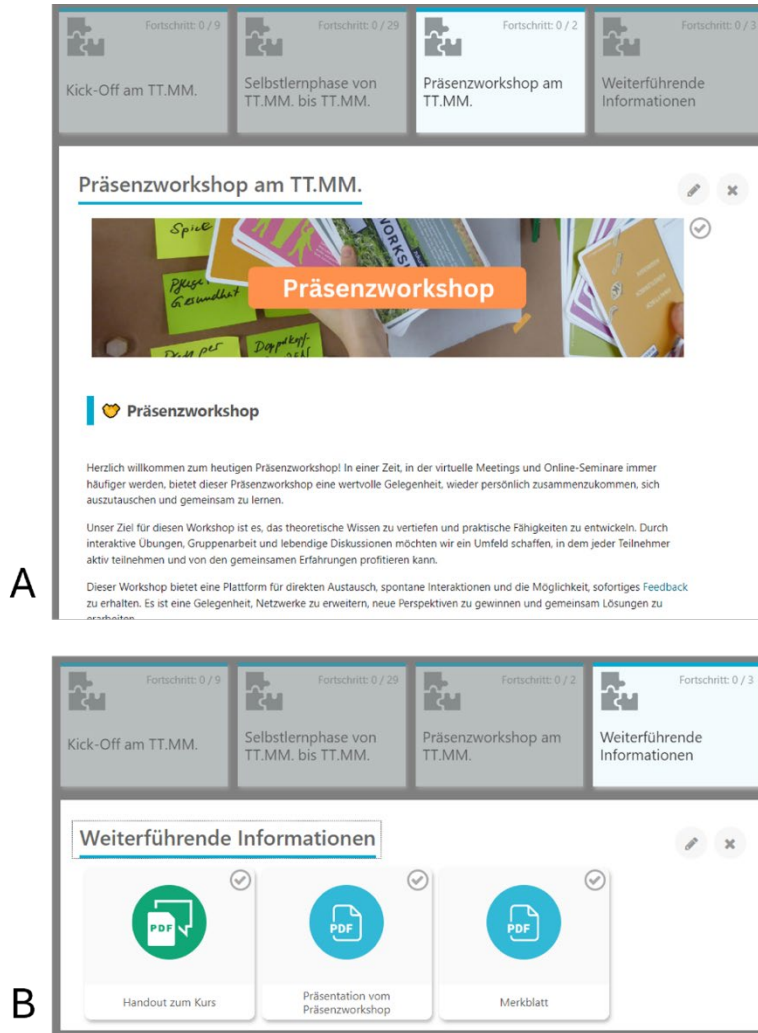 Fortschritt: 0 / 9
Kick-Off am TT.MM.
Fortschritt: 0 / 29
Selbstlernphase von
TT.MM. bis TT.MM.
Fortschritt: 0 / 2
Präsenzworkshop am
TT.MM.
Fortschritt: 0 / 3
Weiterführende
Informationen
Präsenzworkshop am TT.MM.
Spiele
Pflege
Gesundheit
WORKSH
Präsenzworkshop
Präsenzworkshop
Herzlich willkommen zum heutigen Präsenzworkshop! In einer Zeit, in der virtuelle Meetings und Online-Seminare immer
häufiger werden, bietet dieser Präsenzworkshop eine wertvolle Gelegenheit, wieder persönlich zusammenzukommen, sich
auszutauschen und gemeinsam zu lernen.
Unser Ziel für diesen Workshop ist es, das theoretische Wissen zu vertiefen und praktische Fähigkeiten zu entwickeln. Durch
interaktive Übungen, Gruppenarbeit und lebendige Diskussionen möchten wir ein Umfeld schaffen, in dem jeder Teilnehmer
aktiv teilnehmen und von den gemeinsamen Erfahrungen profitieren kann.
Dieser Workshop bietet eine Plattform für direkten Austausch, spontane Interaktionen und die Möglichkeit, sofortiges Feedback
zu erhalten. Es ist eine Gelegenheit, Netzwerke zu erweitern, neue Perspektiven zu gewinnen und gemeinsam Lösungen zu
erarbeiten
A
Fortschritt: 0 / 9
Kick-Off am TT.MM.
Fortschritt: 0 / 29
Selbstlernphase von
TT.MM. bis TT.MM.
Fortschritt: 0 / 2
Präsenzworkshop am
TT.MM.
Fortschritt: 0 / 3
Weiterführende
Informationen
Weiterführende Informationen
PDF
Handout zum Kurs
PDF
Präsentation vom
Präsenzworkshop
PDF
Merkblatt
B